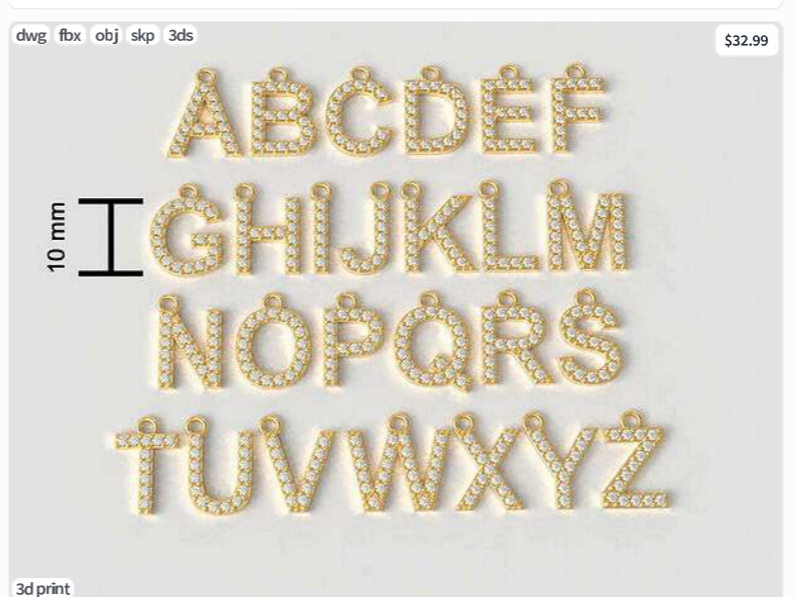 dwg fbx obj skp 3ds
$32.99
ABCDEF
10 mm
GHIJKLM
NOPQRS
TUVWXYZ
3d print